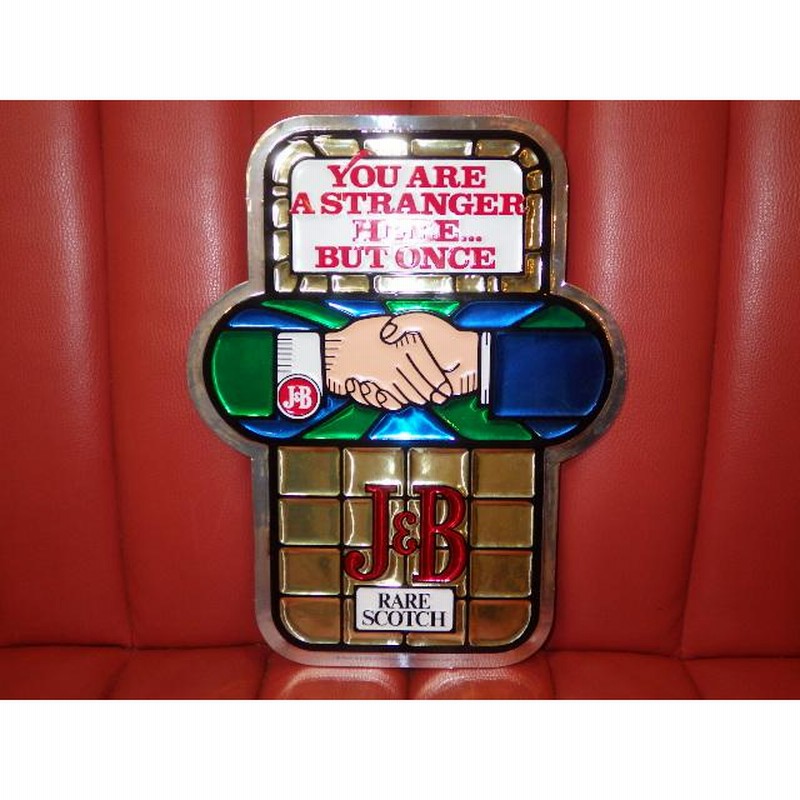 YOU ARE
A STRANGER
HERE...
BUT ONCE
J&B
J&B
RARE
SCOTCH